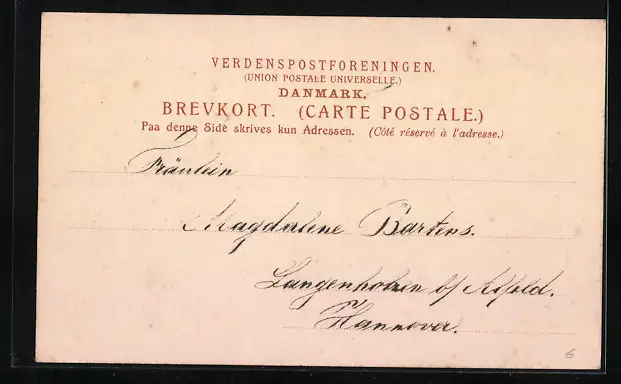 VERDENSPOSTFORENINGEN.
(UNION POSTALE UNIVERSELLE.)
DANMARK.
BREVKORT. (CARTE POSTALE.)
Paa denne Side skrives kun Adressen. (Côté réservé à l'adresse.)
Fräulein
Magdalene Bartens.
Langenholzen b/ Alfeld.
Hannover.
6